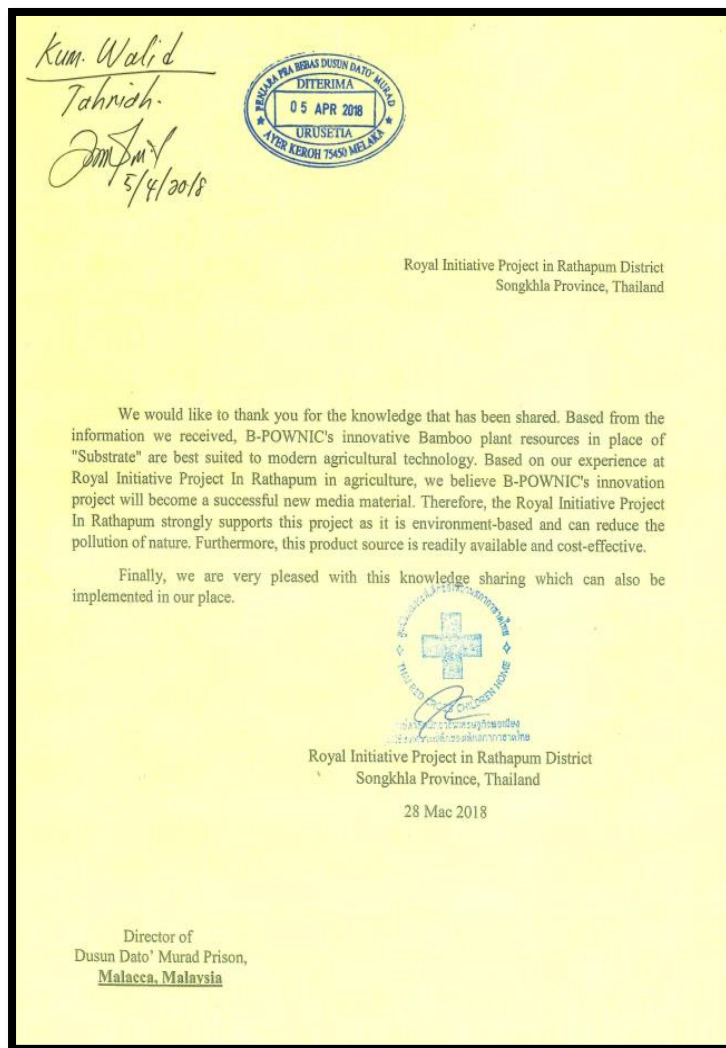 Kum. Walid
Tahniah.
5/4/2018
PENJARA PRA BEBAS DUSUN DATO' MURAD
DITERIMA
05 APR 2018
URUSETIA
AYER KEROH 75450 MELAKA
Royal Initiative Project in Rathapum District
Songkhla Province, Thailand
We would like to thank you for the knowledge that has been shared. Based from the
information we received, B-POWNIC's innovative Bamboo plant resources in place of
"Substrate" are best suited to modern agricultural technology. Based on our experience at
Royal Initiative Project In Rathapum in agriculture, we believe B-POWNIC's innovation
project will become a successful new media material. Therefore, the Royal Initiative Project
In Rathapum strongly supports this project as it is environment-based and can reduce the
pollution of nature. Furthermore, this product source is readily available and cost-effective.
Finally, we are very pleased with this knowledge sharing which can also be
implemented in our place.
THAI RED CROSS CHILDREN HOME
Royal Initiative Project in Rathapum District
Songkhla Province, Thailand
28 Mac 2018
Director of
Dusun Dato' Murad Prison,
Malacca, Malaysia